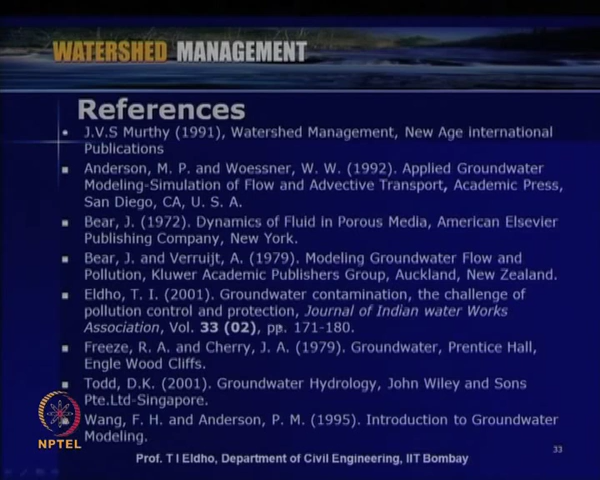 WATERSHED MANAGEMENT
References
J.V.S Murthy (1991), Watershed Management, New Age international
Publications
Anderson, M. P. and Woessner, W. W. (1992). Applied Groundwater
Modeling-Simulation of Flow and Advective Transport, Academic Press,
San Diego, CA, U. S. A.
Bear, J. (1972). Dynamics of Fluid in Porous Media, American Elsevier
Publishing Company, New York.
Bear, J. and Verruijt, A. (1979). Modeling Groundwater Flow and
Pollution, Kluwer Academic Publishers Group, Auckland, New Zealand.
Eldho, T. I. (2001). Groundwater contamination, the challenge of
pollution control and protection, Journal of Indian water Works
Association, Vol. 33 (02), pp. 171-180.
Freeze, R. A. and Cherry, J. A. (1979). Groundwater, Prentice Hall,
Engle Wood Cliffs.
Todd, D.K. (2001). Groundwater Hydrology, John Wiley and Sons
Pte.Ltd-Singapore.
Wang, F. H. and Anderson, P. M. (1995). Introduction to Groundwater
Modeling.
NPTEL
33
Prof. T I Eldho, Department of Civil Engineering, IIT Bombay